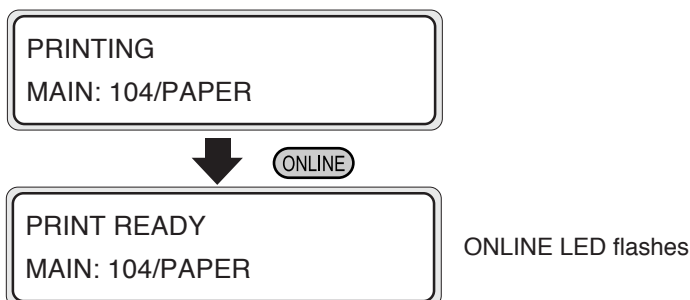 PRINTING
MAIN: 104/PAPER
ONLINE
PRINT READY
MAIN: 104/PAPER
ONLINE LED flashes